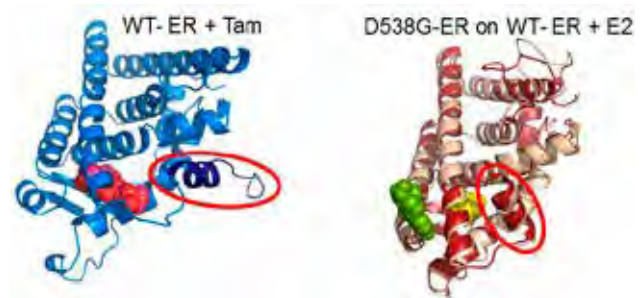 WT- ER + Tam
D538G-ER on WT-ER + E2